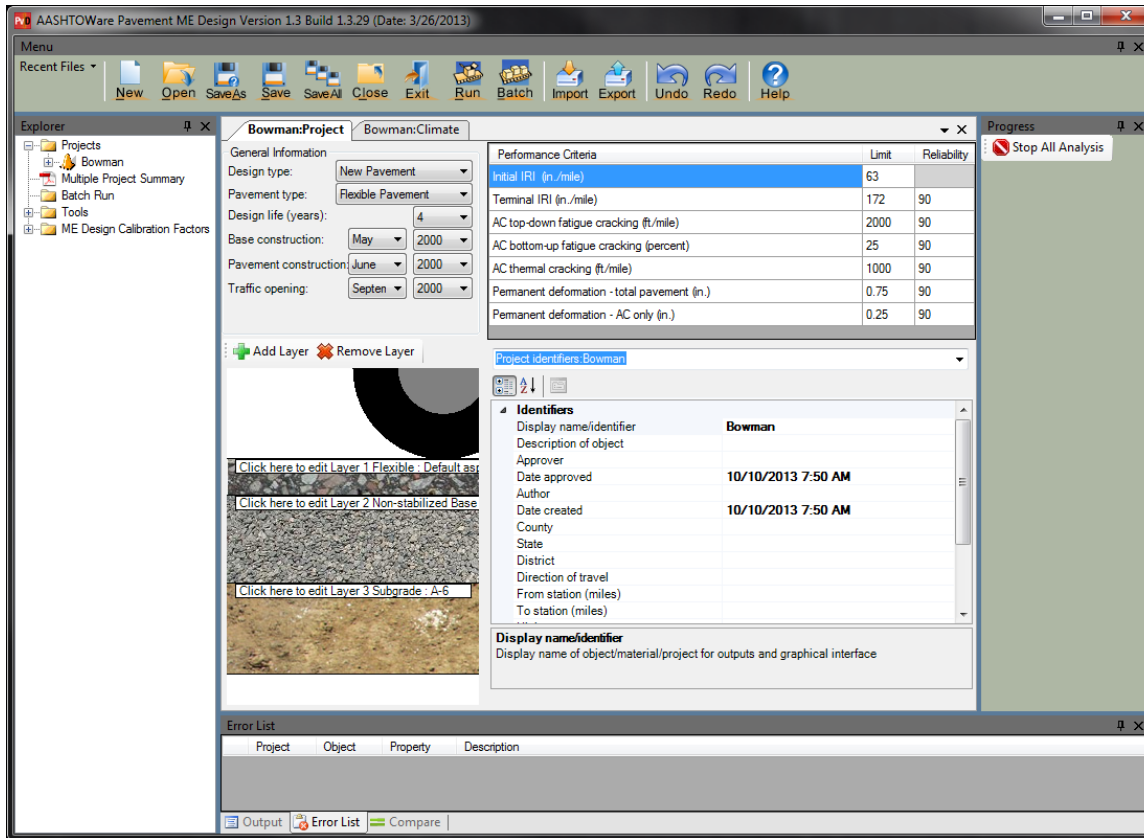 AASHTOWare Pavement ME Design Version 1.3 Build 1.3.29 (Date: 3/26/2013)
Menu
Recent Files
New Open SaveAs Save SaveAll Close Exit Run Batch Import Export Undo Redo Help
Explorer
Projects
Bowman
Multiple Project Summary
Batch Run
Tools
ME Design Calibration Factors
Bowman:Project Bowman:Climate
General Information
Design type: New Pavement
Pavement type: Flexible Pavement
Design life (years): 4
Base construction: May 2000
Pavement construction: June 2000
Traffic opening: Septen 2000
Performance Criteria Limit Reliability
Initial IRI (in./mile) 63
Terminal IRI (in./mile) 172 90
AC top-down fatigue cracking (ft/mile) 2000 90
AC bottom-up fatigue cracking (percent) 25 90
AC thermal cracking (ft/mile) 1000 90
Permanent deformation - total pavement (in.) 0.75 90
Permanent deformation - AC only (in.) 0.25 90
Add Layer Remove Layer
Click here to edit Layer 1 Flexible : Default asp
Click here to edit Layer 2 Non-stabilized Base
Click here to edit Layer 3 Subgrade : A-6
Project identifiers:Bowman
Identifiers
Display name/identifier Bowman
Description of object
Approver
Date approved 10/10/2013 7:50 AM
Author
Date created 10/10/2013 7:50 AM
County
State
District
Direction of travel
From station (miles)
To station (miles)
Display name/identifier
Display name of object/material/project for outputs and graphical interface
Progress
Stop All Analysis
Error List
Project Object Property Description
Output Error List Compare